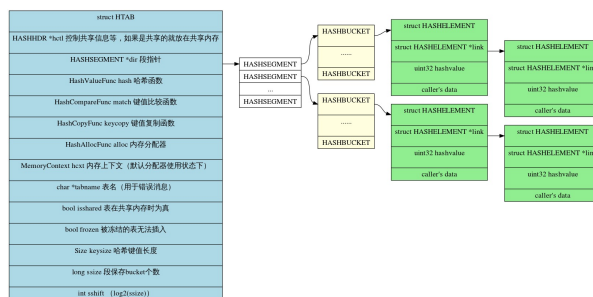 struct HTAB
HASHHDR *hctl 控制共享信息等，如果是共享的就放在共享内存
HASHSEGMENT *dir 段指针
HashValueFunc hash 哈希函数
HashCompareFunc match 键值比较函数
HashCopyFunc keycopy 键值复制函数
HashAllocFunc alloc 内存分配器
MemoryContext hcxt 内存上下文（默认分配器使用状态下）
char *tabname 表名（用于错误消息）
bool isshared 表在共享内存时为真
bool frozen 被冻结的表无法插入
Size keysize 哈希键值长度
long ssize 段保存bucket个数
int sshift （log2(ssize)）
HASHSEGMENT
HASHSEGMENT
...
HASHSEGMENT
HASHBUCKET
......
HASHBUCKET
HASHBUCKET
......
HASHBUCKET
struct HASHELEMENT
struct HASHELEMENT *link
uint32 hashvalue
caller's data
struct HASHELEMENT
struct HASHELEMENT *link
uint32 hashvalue
caller's data
struct HASHELEMENT
struct HASHELEMENT *lin
uint32 hashvalue
caller's data
struct HASHELEMENT
struct HASHELEMENT *lin
uint32 hashvalue
caller's data